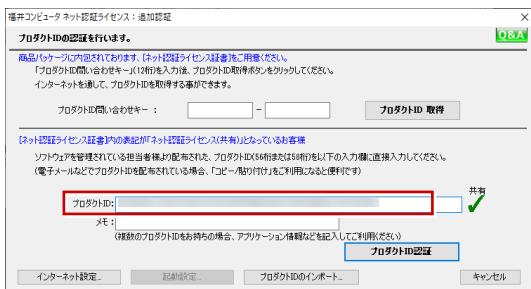 福井コンピュータ ネット認証ライセンス：追加認証
プロダクトIDの認証を行います。
Q&A
商品パッケージに内包されております、[ネット認証ライセンス証書]をご用意ください。
「プロダクトID問い合わせキー」(12桁)を入力後、プロダクトID取得ボタンをクリックしてください。
インターネットを通して、プロダクトIDを取得する事ができます。
プロダクトID問い合わせキー：
－
プロダクトID 取得
[ネット認証ライセンス証書]内の表記が「ネット認証ライセンス(共有)」となっているお客様
ソフトウェアを管理されている担当者様より配布された、プロダクトID(56桁または58桁)を以下の入力欄に直接入力してください。
(電子メールなどでプロダクトIDを配布されている場合、「コピー/貼り付け」をご利用になると便利です)
共有
プロダクトID:
メモ：
(複数のプロダクトIDをお持ちの場合、アプリケーション情報などを記入してご利用ください)
プロダクトID認証
インターネット設定...
起動設定...
プロダクトIDのインポート...
キャンセル